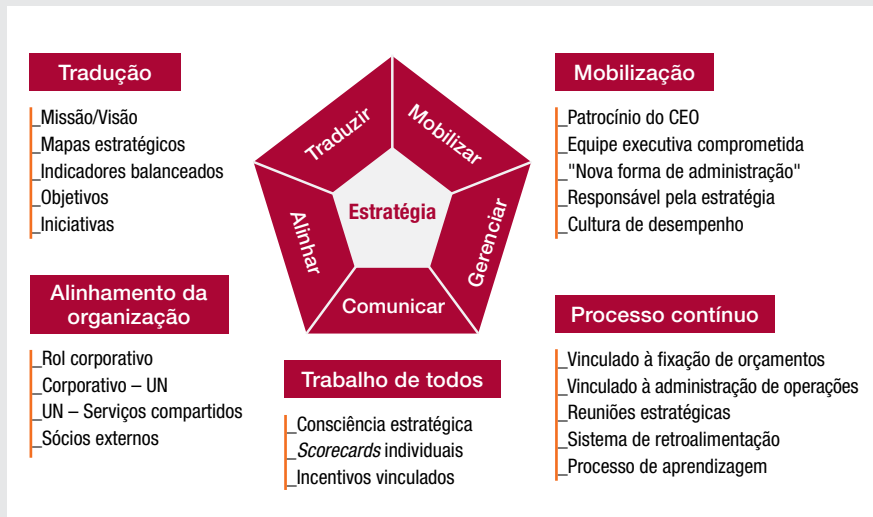 Tradução
_Missão/Visão
_Mapas estratégicos
_Indicadores balanceados
_Objetivos
_Iniciativas
Mobilização
_Patrocínio do CEO
_Equipe executiva comprometida
_"Nova forma de administração"
_Responsável pela estratégia
_Cultura de desempenho
Traduzir
Mobilizar
Estratégia
Alinhar
Gerenciar
Comunicar
Alinhamento da
organização
_Rol corporativo
_Corporativo – UN
_UN – Serviços compartidos
_Sócios externos
Trabalho de todos
_Consciência estratégica
_Scorecards individuais
_Incentivos vinculados
Processo contínuo
_Vinculado à fixação de orçamentos
_Vinculado à administração de operações
_Reuniões estratégicas
_Sistema de retroalimentação
_Processo de aprendizagem